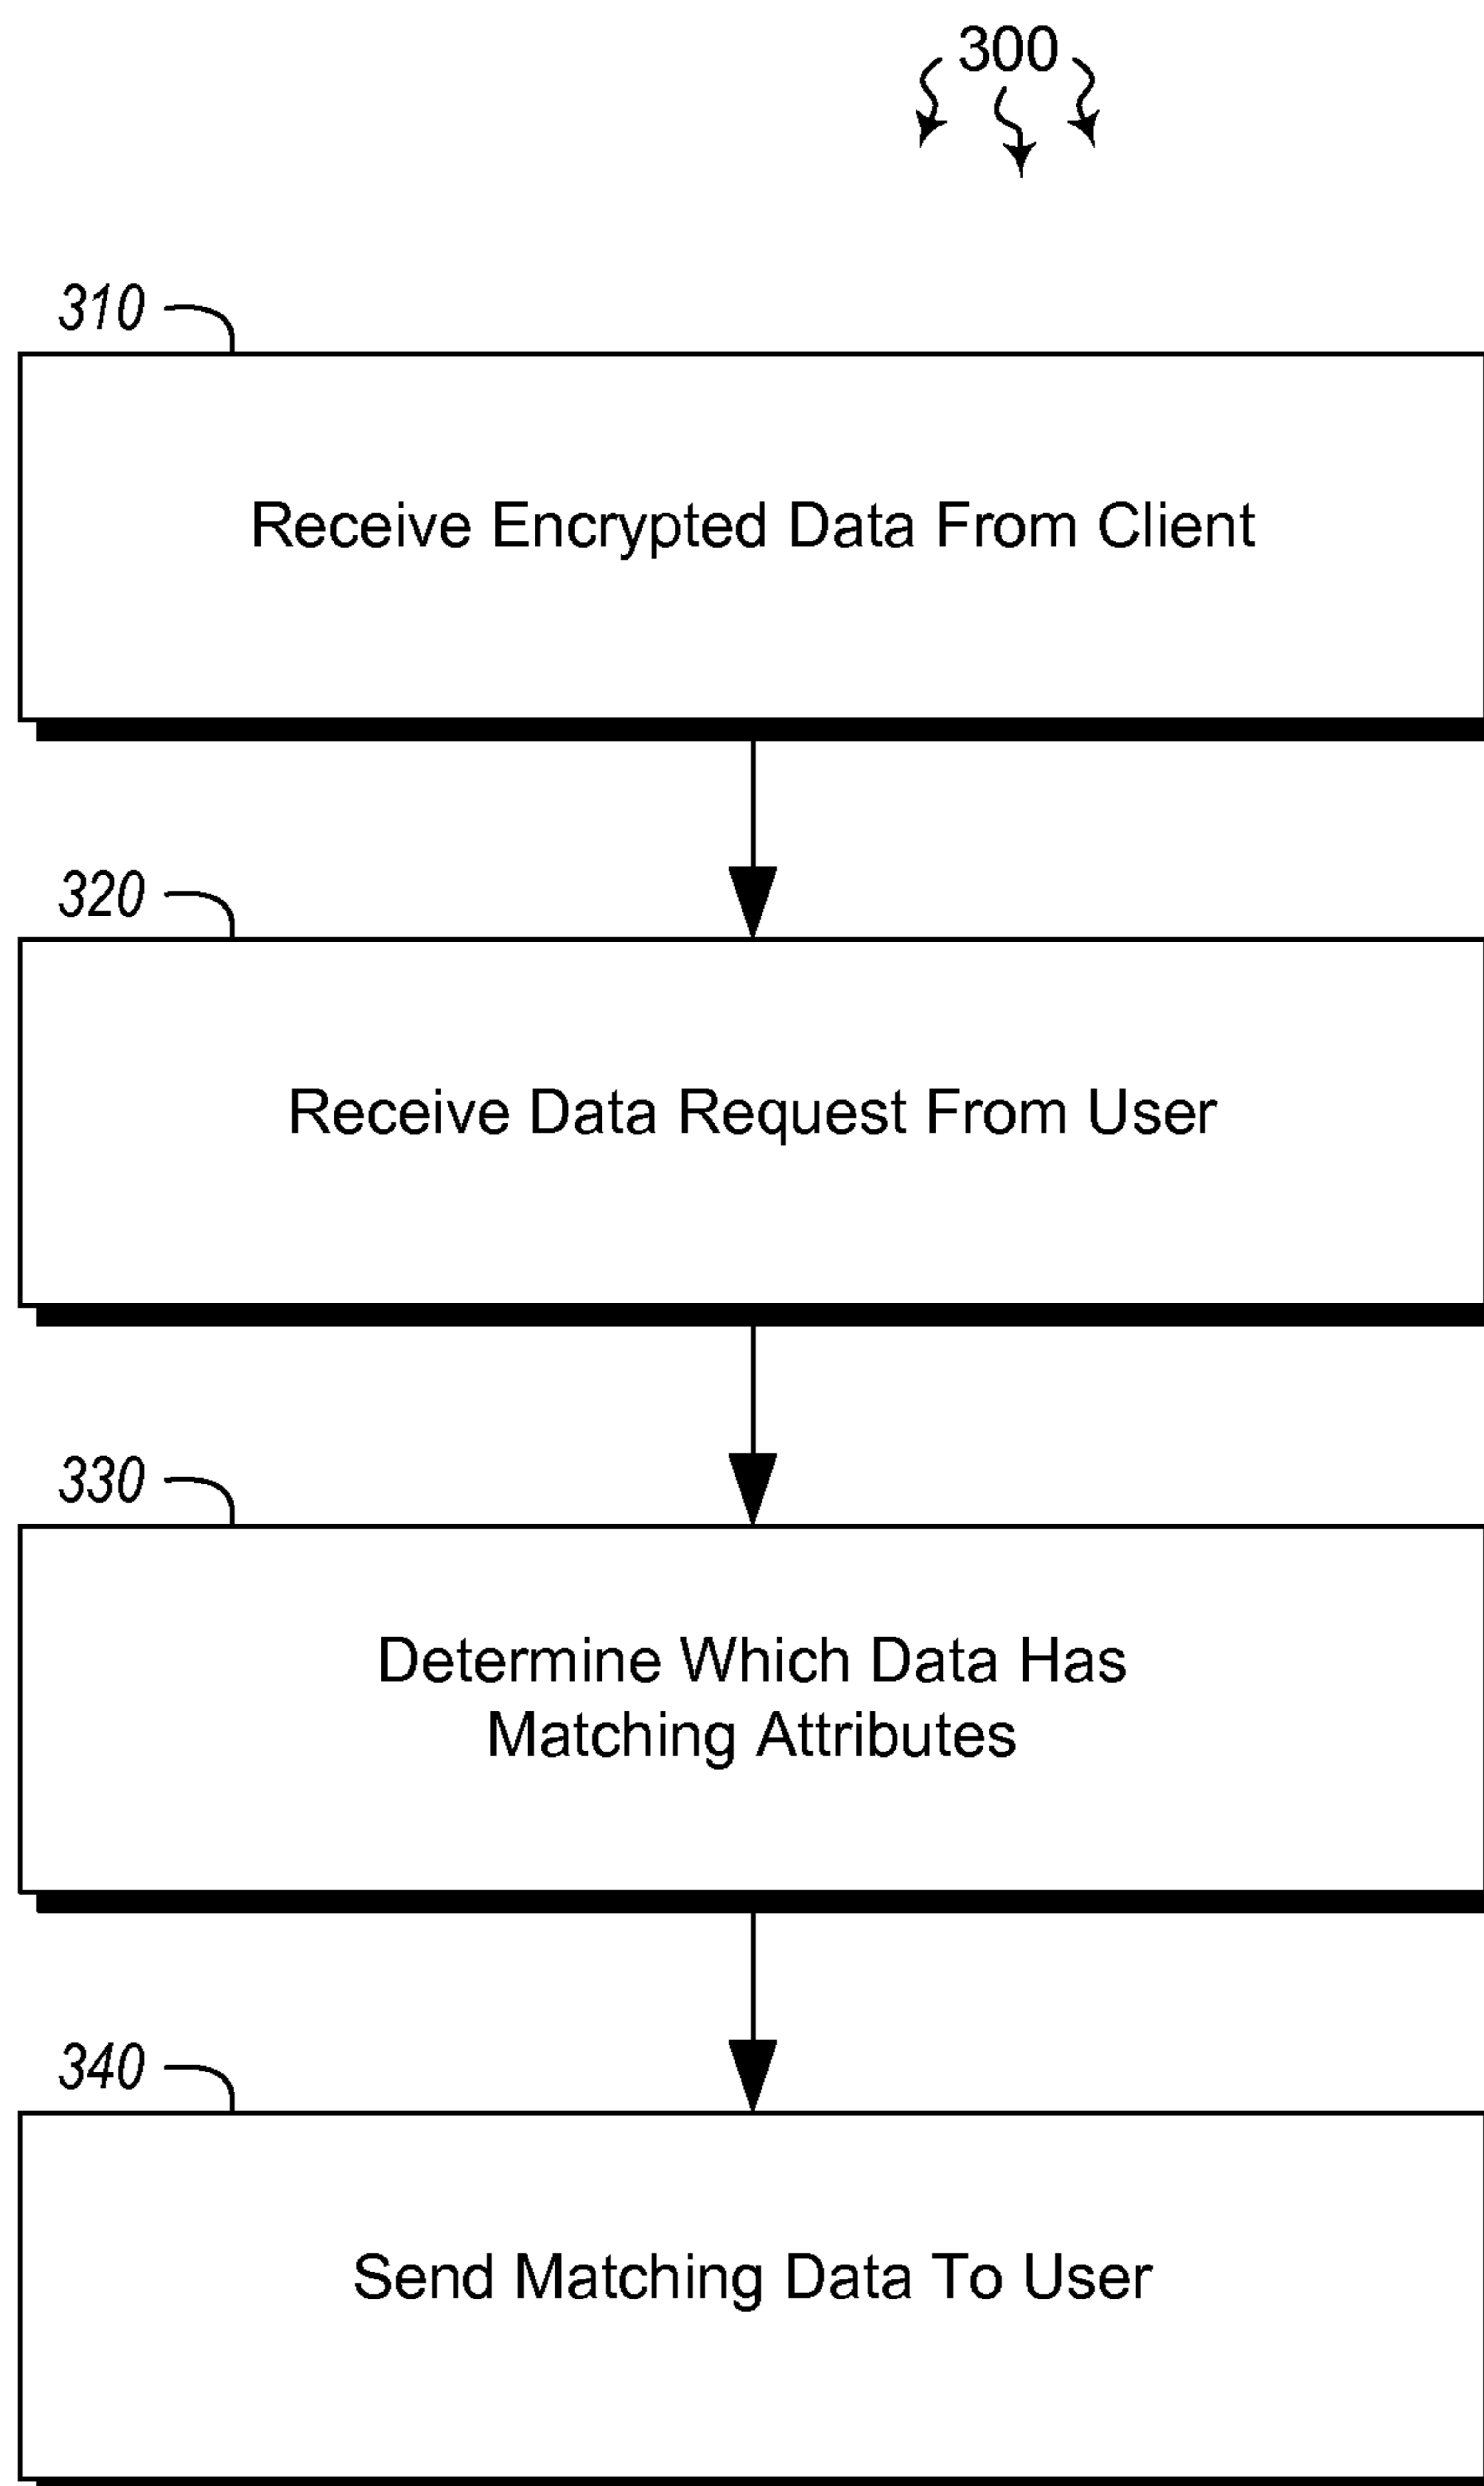 300
310
Receive Encrypted Data From Client
320
Receive Data Request From User
330
Determine Which Data Has
Matching Attributes
340
Send Matching Data To User